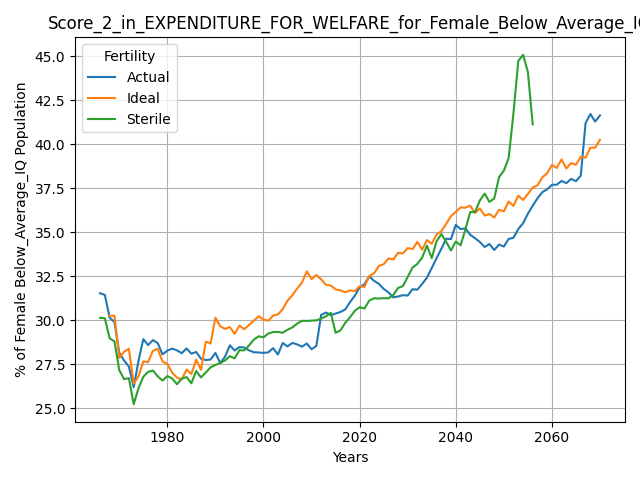 Score_2_in_EXPENDITURE_FOR_WELFARE_for_Female_Below_Average_IQ
% of Female Below_Average_IQ Population
45.0
42.5
40.0
37.5
35.0
32.5
30.0
27.5
25.0
Fertility
Actual
Ideal
Sterile
1980
2000
2020
2040
2060
Years